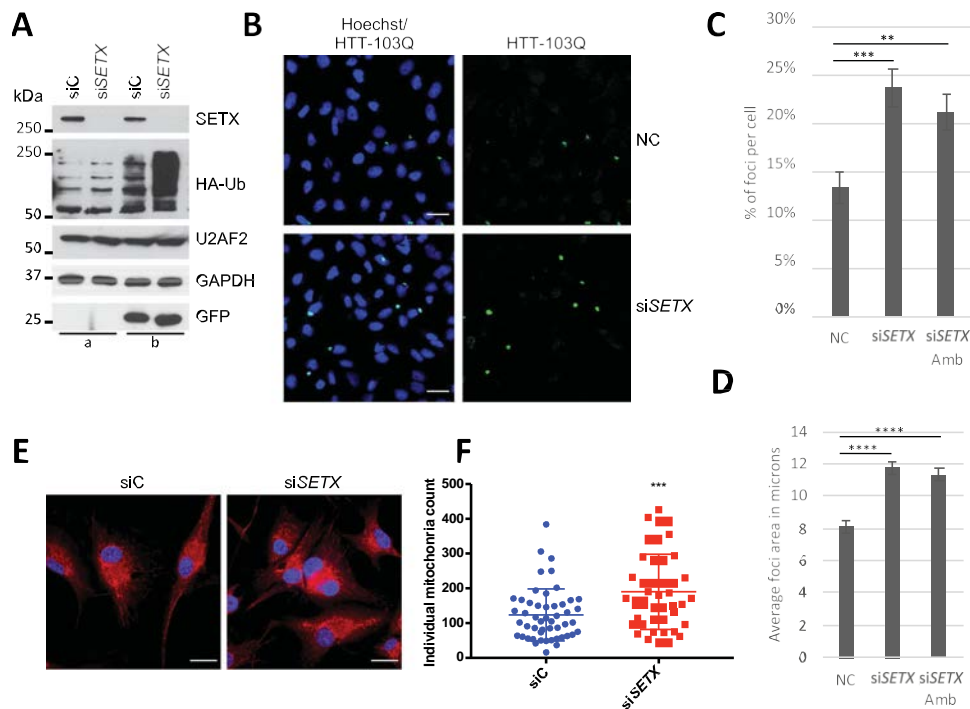 A
siC
siSETX
siC
siSETX
kDa
250
SETX
250
50
HA-Ub
50
U2AF2
37
GAPDH
25
GFP
a
b
B
Hoechst/
HTT-103Q
HTT-103Q
NC
siSETX
C
% of foci per cell
30%
25%
20%
15%
10%
5%
0%
**
***
NC
siSETX
siSETX
Amb
D
Average foci area in microns
14
12
10
8
6
4
2
0
****
****
NC
siSETX
siSETX
Amb
E
siC
siSETX
F
Individual mitochonria count
500
400
300
200
100
0
***
siC
siSETX